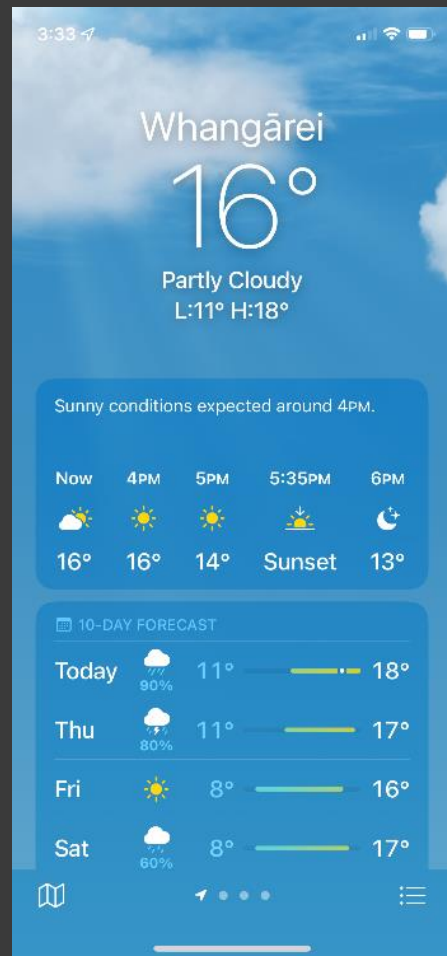 3:33
Whangārei
16°
Partly Cloudy
L:11° H:18°
Sunny conditions expected around 4PM.
Now 4PM 5PM 5:35PM 6PM
16° 16° 14° Sunset 13°
10-DAY FORECAST
Today 90% 11° 18°
Thu 80% 11° 17°
Fri 8° 16°
Sat 60% 8° 17°